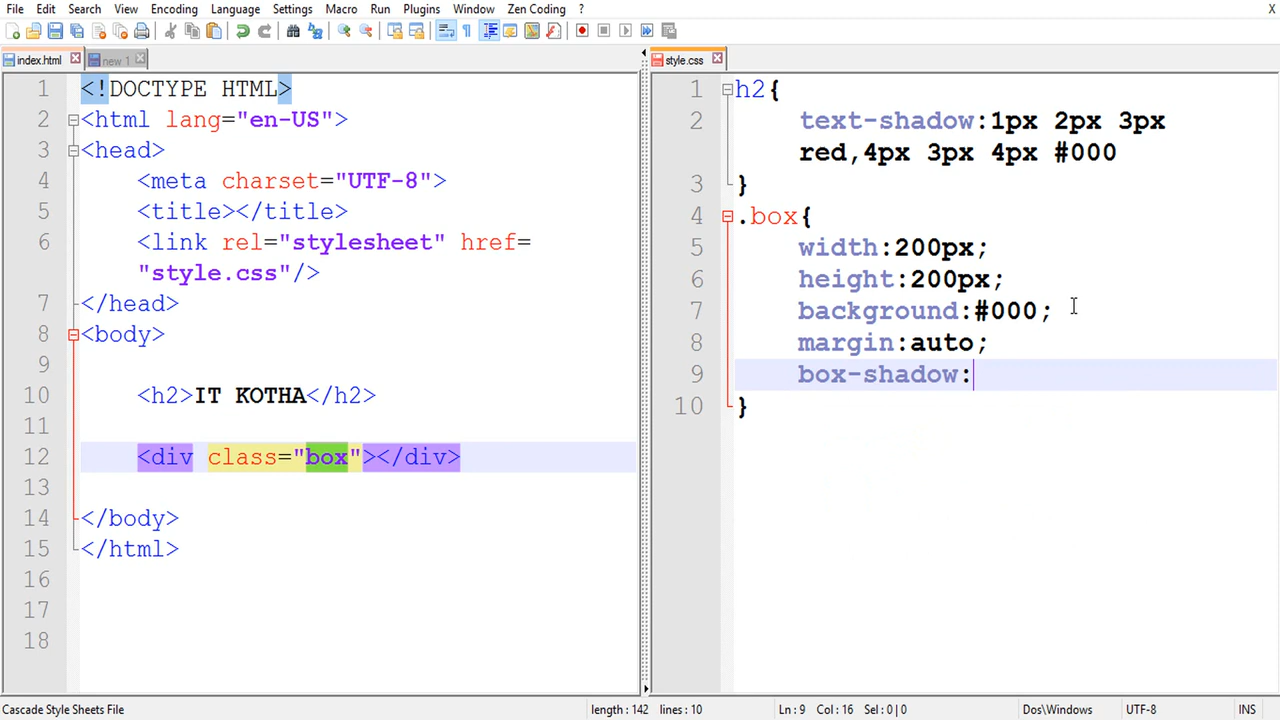 File Edit Search View Encoding Language Settings Macro Run Plugins Window Zen Coding ? X
index.html new 1
1 <!DOCTYPE HTML>
2 <html lang="en-US">
3 <head>
4 <meta charset="UTF-8">
5 <title></title>
6 <link rel="stylesheet" href=
"style.css"/>
7 </head>
8 <body>
9
10 <h2>IT KOTHA</h2>
11
12 <div class="box"></div>
13
14 </body>
15 </html>
16
17
18
style.css
1 h2{
2 text-shadow:1px 2px 3px
red,4px 3px 4px #000
3 }
4 .box{
5 width:200px;
6 height:200px;
7 background:#000;
8 margin:auto;
9 box-shadow:
10 }
Cascade Style Sheets File length : 142 lines : 10 Ln : 9 Col : 16 Sel : 0 | 0 Dos\Windows UTF-8 INS